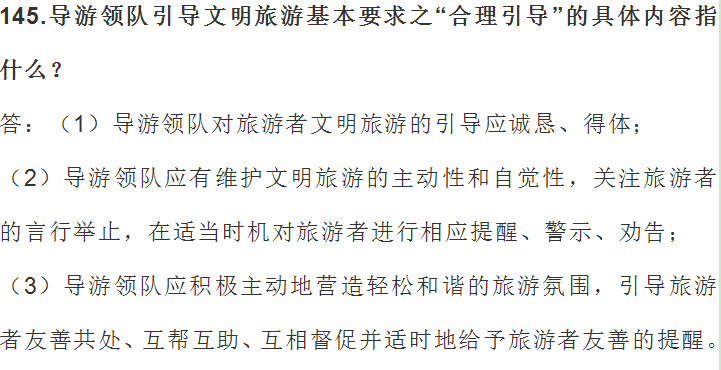 145.导游领队引导文明旅游基本要求之“合理引导”的具体内容指
什么？
答：（1）导游领队对旅游者文明旅游的引导应诚恳、得体；
（2）导游领队应有维护文明旅游的主动性和自觉性，关注旅游者
的言行举止，在适当时机对旅游者进行相应提醒、警示、劝告；
（3）导游领队应积极主动地营造轻松和谐的旅游氛围，引导旅游
者友善共处、互帮互助、互相督促并适时地给予旅游者友善的提醒。